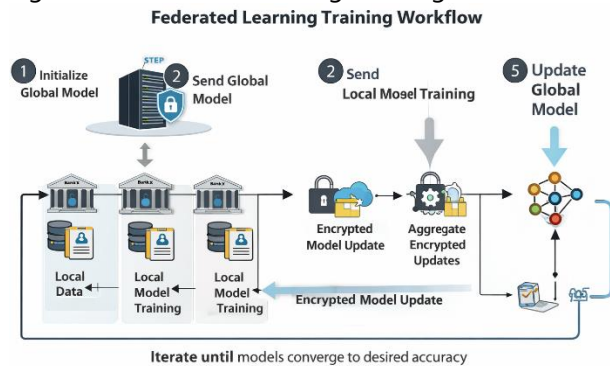 Federated Learning Training Workflow
STEP
1 Initialize
Global Model
2 Send Global
Model
2 Send
Local Mosel Training
5 Update
Global
Model
Encrypted
Model Update
Aggregate
Encrypted
Updates
Local
Data
Local
Model
Training
Local
Model
Training
Encrypted Model Update
Iterate until models converge to desired accuracy